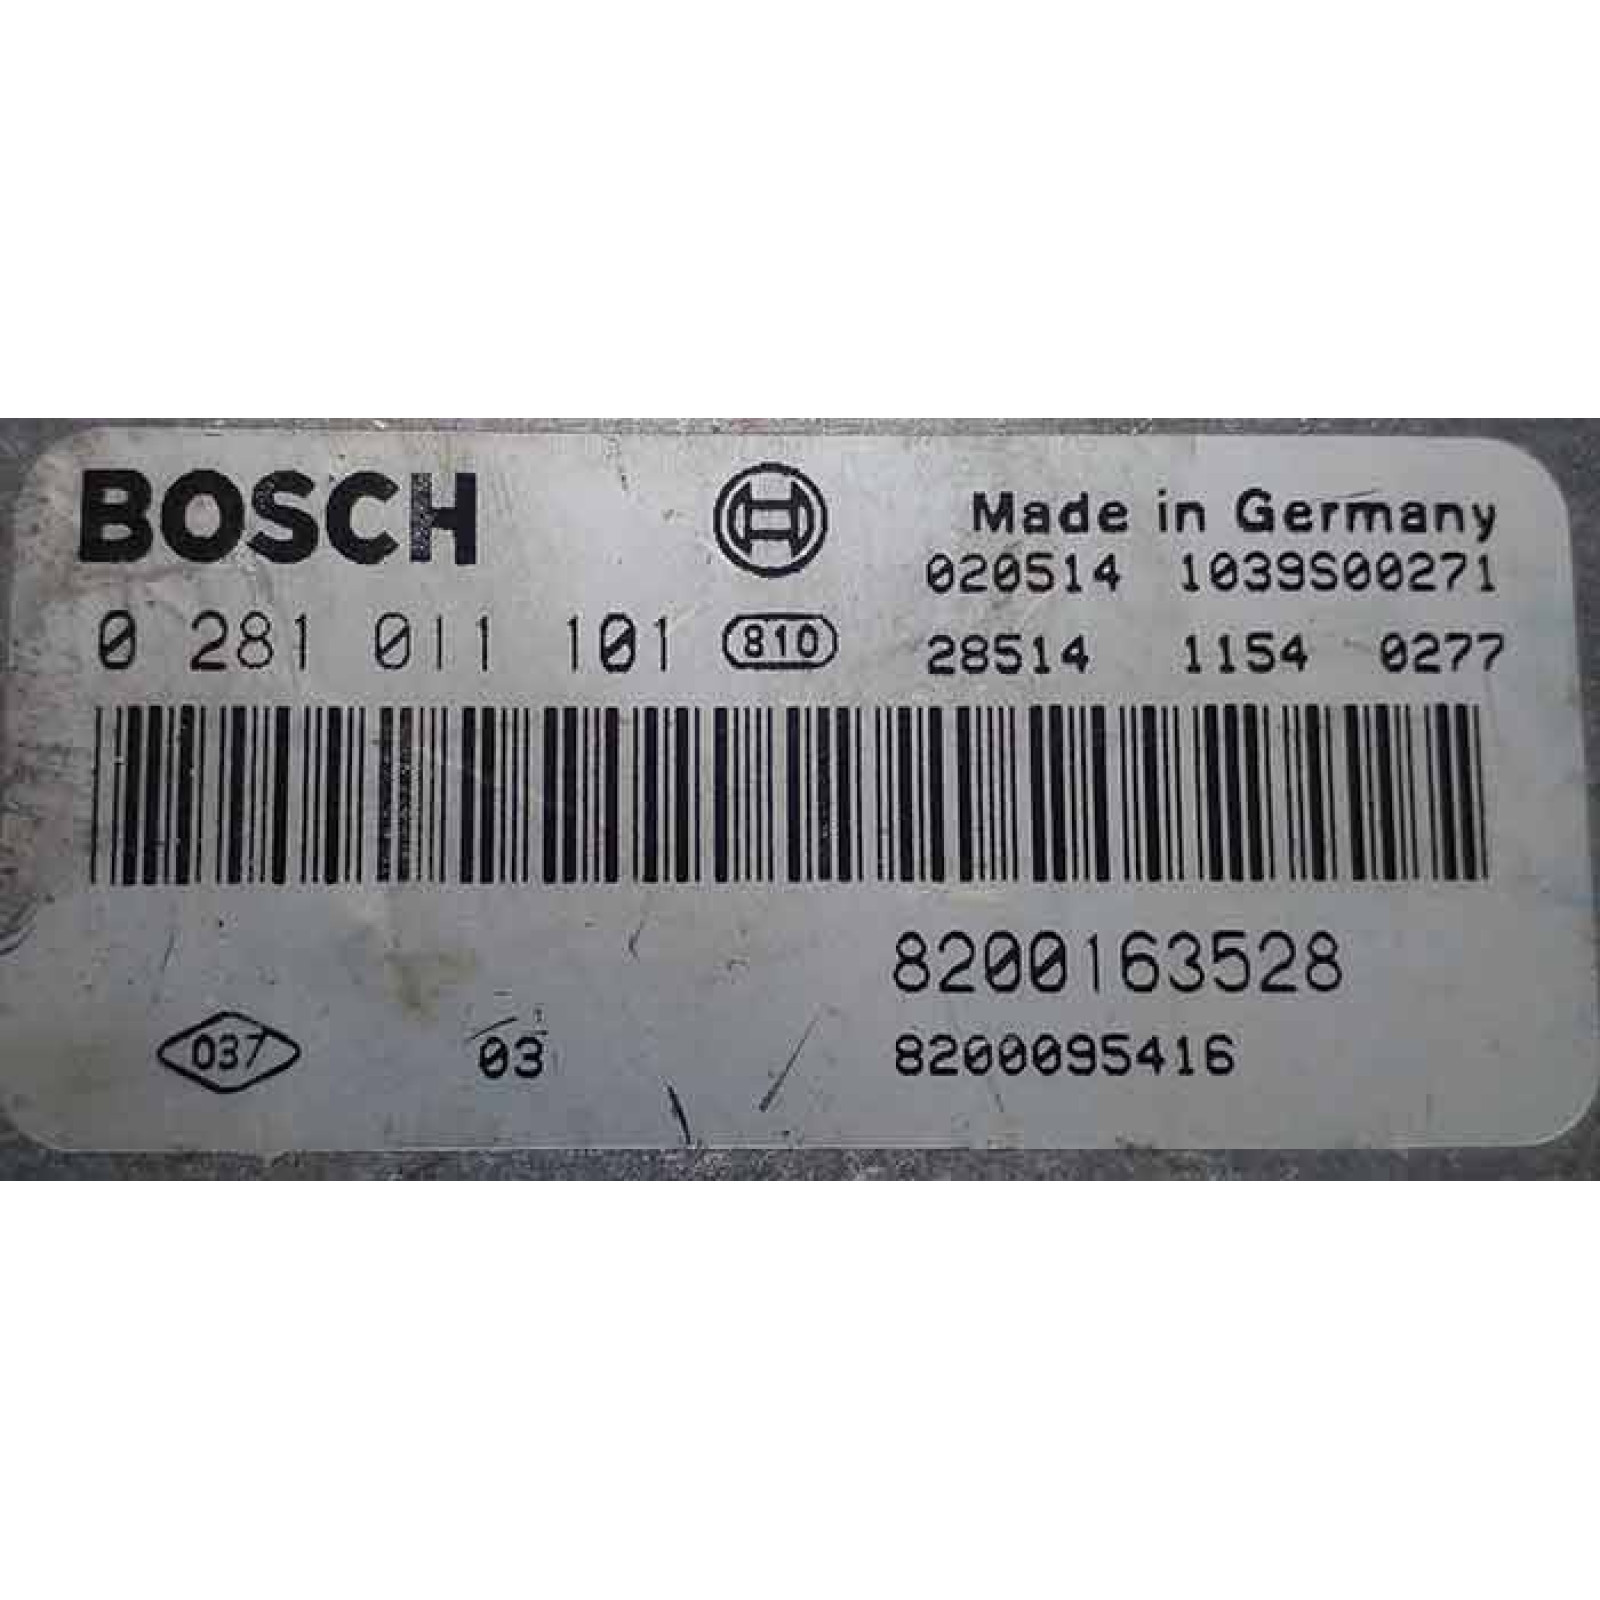 BOSCH
Made in Germany
020514 1039S00271
0 281 011 101 810
28514 1154 0277
8200163528
037 03 8200095416